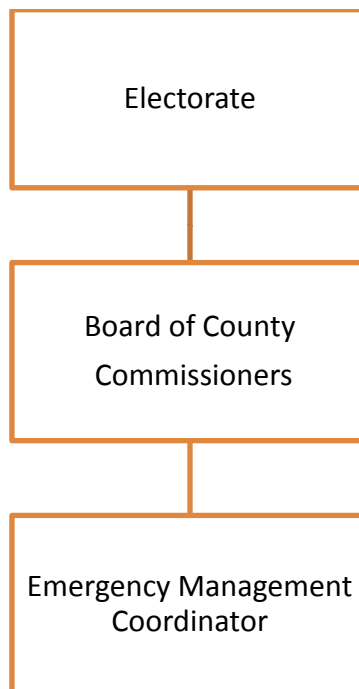 Electorate
Board of County
Commissioners
Emergency Management
Coordinator